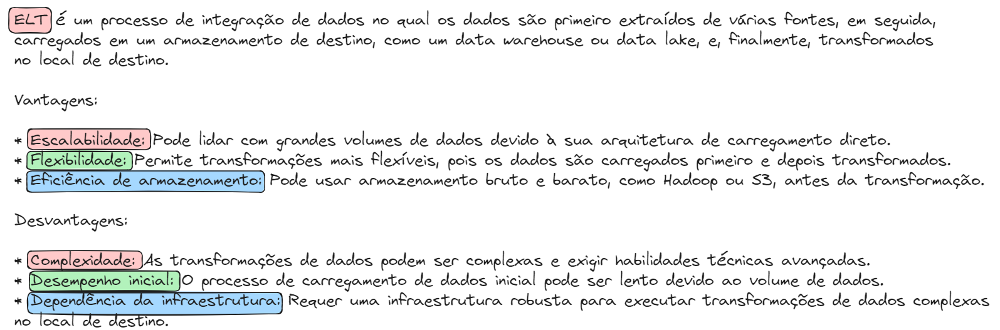 ELT é um processo de integração de dados no qual os dados são primeiro extraídos de várias fontes, em seguida,
carregados em um armazenamento de destino, como um data warehouse ou data lake, e, finalmente, transformados
no local de destino.
Vantagens:
* Escalabilidade: Pode lidar com grandes volumes de dados devido à sua arquitetura de carregamento direto.
* Flexibilidade: Permite transformações mais flexíveis, pois os dados são carregados primeiro e depois transformados.
* Eficiência de armazenamento: Pode usar armazenamento bruto e barato, como Hadoop ou S3, antes da transformação.
Desvantagens:
* Complexidade: As transformações de dados podem ser complexas e exigir habilidades técnicas avançadas.
* Desempenho inicial: O processo de carregamento de dados inicial pode ser lento devido ao volume de dados.
* Dependência da infraestrutura: Requer uma infraestrutura robusta para executar transformações de dados complexas
no local de destino.